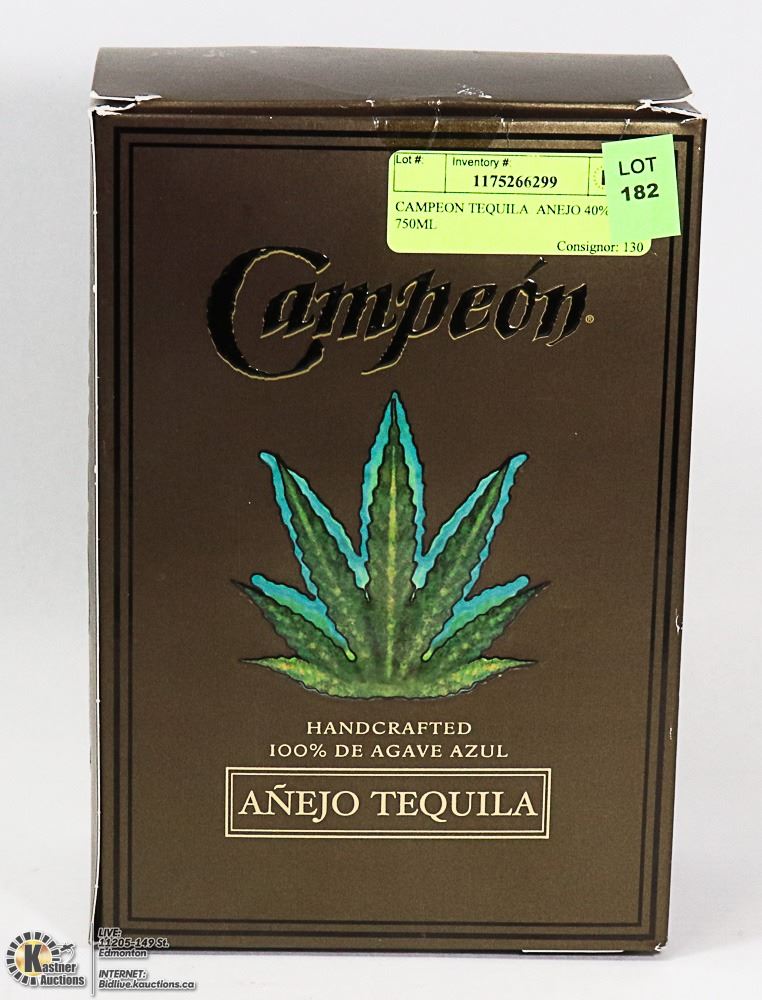 Lot #:
Inventory #:
1175266299
LOT
182
CAMPEON TEQUILA ANEJO 40%
750ML
Consignor: 130
Campeón®
HANDCRAFTED
100% DE AGAVE AZUL
AÑEJO TEQUILA
LIVE:
11205-149 St.
Edmonton
Kastner
Auctions
INTERNET:
Bidlive.kauctions.ca